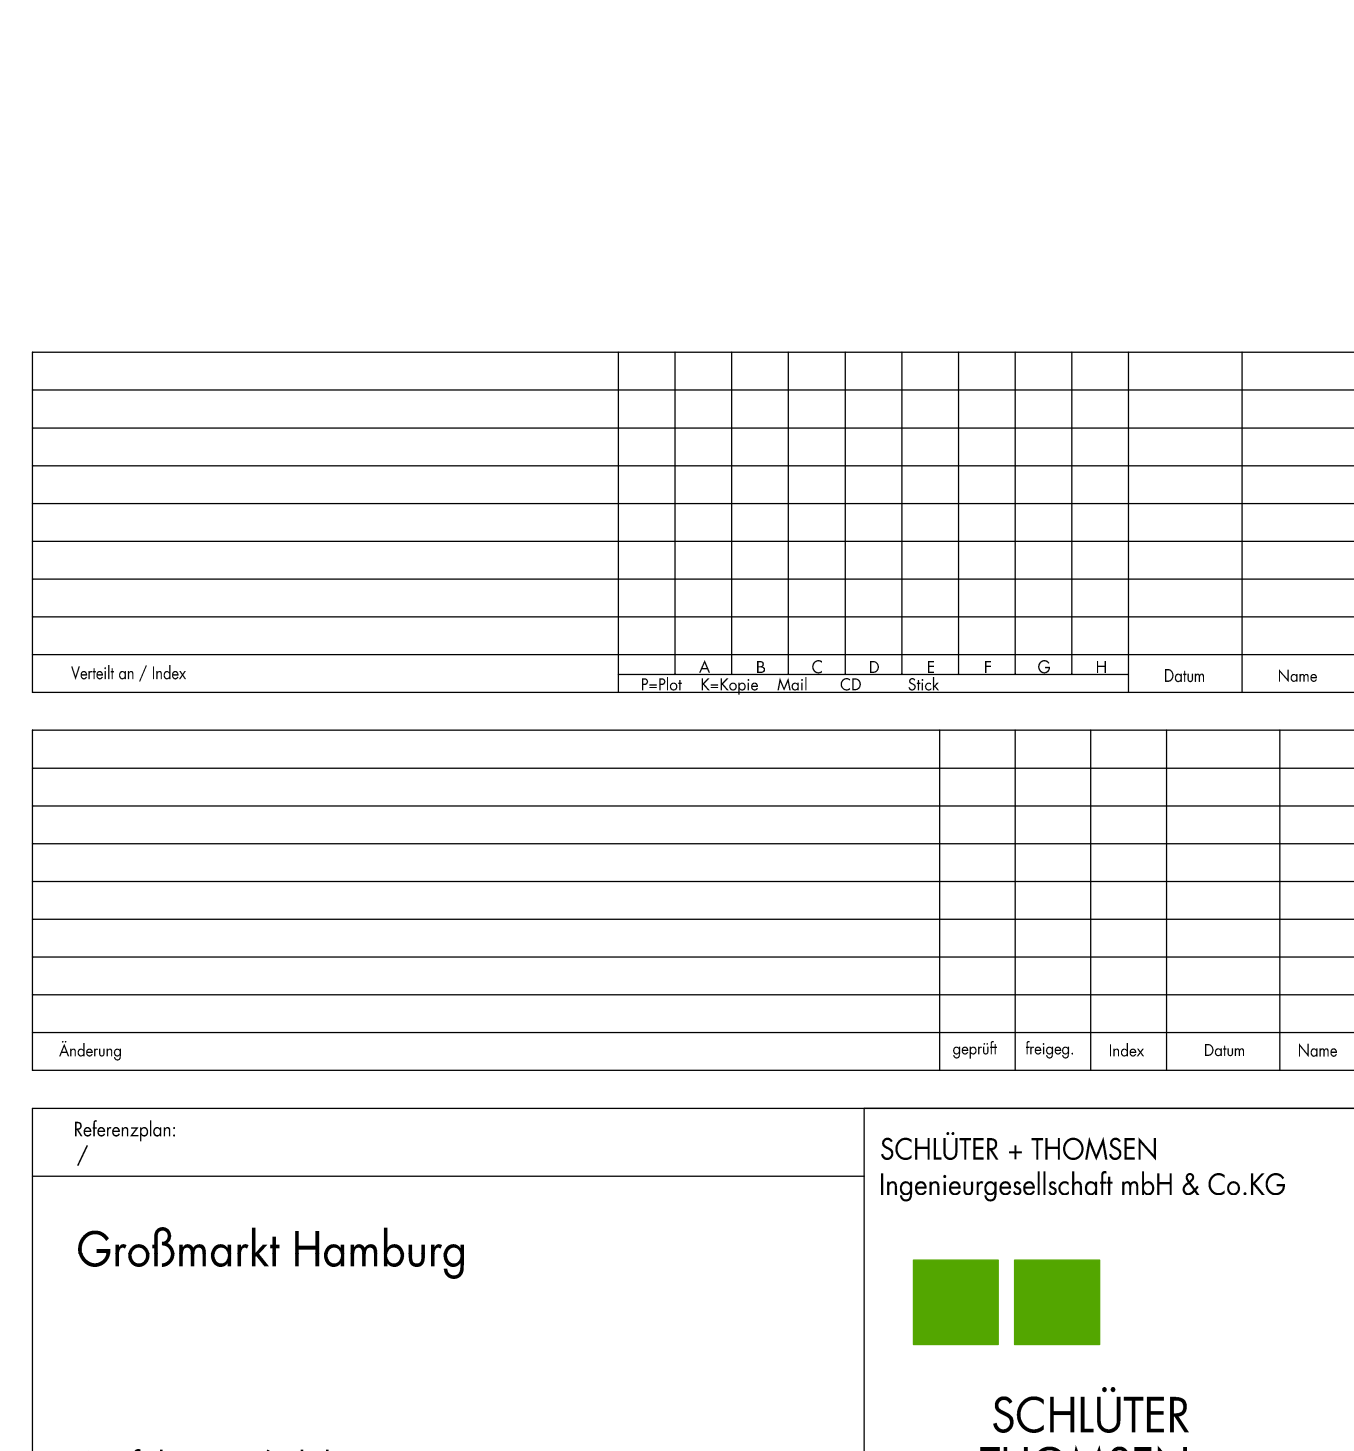 Verteilt an / Index
A B C D E F G H
P=Plot K=Kopie Mail CD Stick
Datum Name
Änderung geprüft freigeg. Index Datum Name
Referenzplan:
/
Großmarkt Hamburg
SCHLÜTER + THOMSEN
Ingenieurgesellschaft mbH & Co.KG
SCHLÜTER
THOMSEN